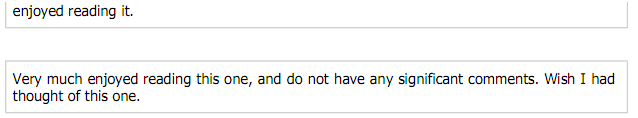 enjoyed reading it.
Very much enjoyed reading this one, and do not have any significant comments. Wish I had
thought of this one.